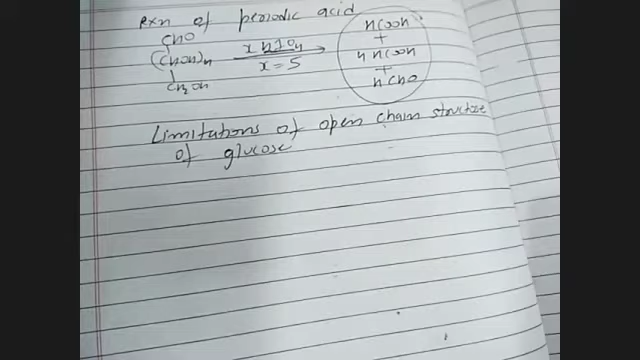 Rxn of periodic acid
CHO
(CHOH)4
CH2OH
x HIO4
x = 5
HCOOH
+
4 HCOOH
+
HCHO
Limitations of open chain structure
of glucose